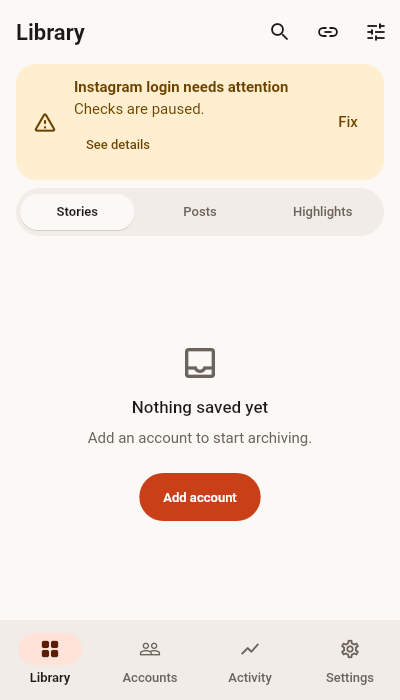 Library
Instagram login needs attention
Checks are paused.
See details
Fix
Stories
Posts
Highlights
Nothing saved yet
Add an account to start archiving.
Add account
Library
Accounts
Activity
Settings